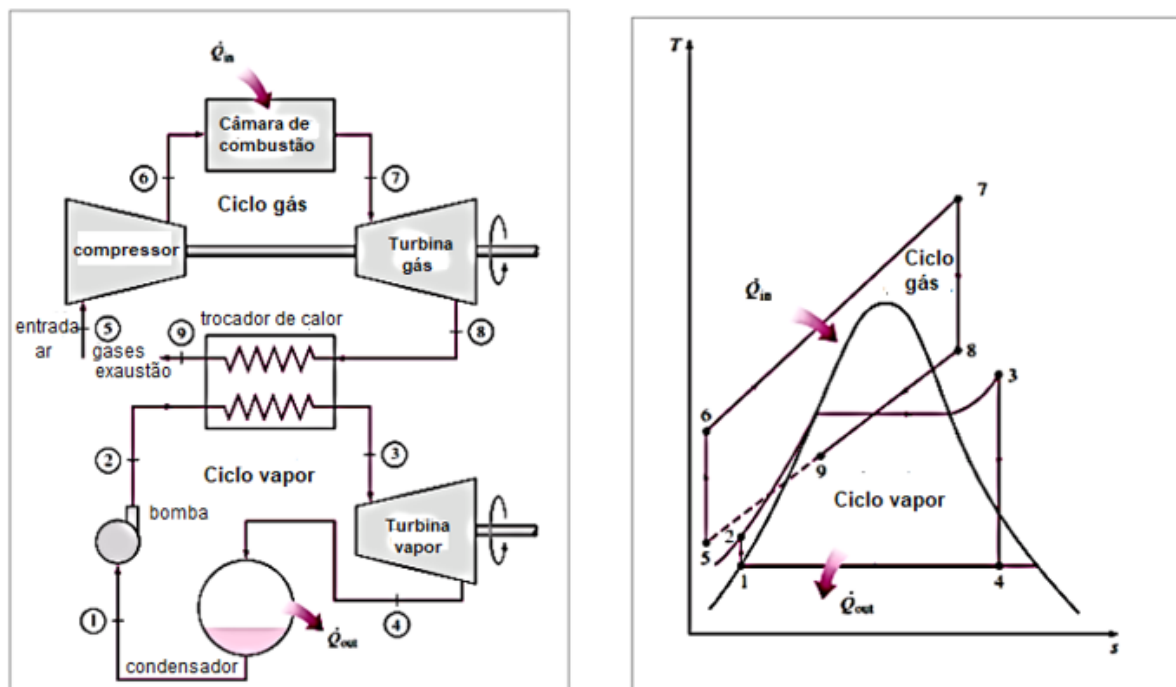 Q̇in
Câmara de
combustão
6
7
Ciclo gás
compressor
Turbina
gás
entrada
ar
5
9
gases
exaustão
trocador de calor
8
2
3
Ciclo vapor
bomba
Turbina
vapor
1
4
Q̇out
condensador
T
7
Ciclo
gás
Q̇in
8
3
6
9
Ciclo vapor
5
2
1
4
Q̇out
s